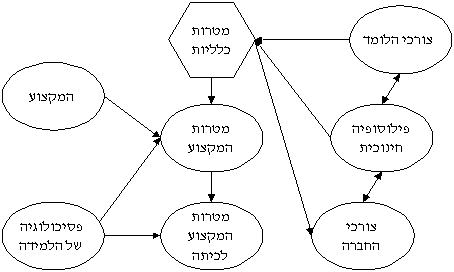 מטרות
כלליות
צורכי הלומד
המקצוע
מטרות
המקצוע
פילוסופיה
חינוכית
פסיכולוגיה
של הלמידה
מטרות
המקצוע
לכיתה
צורכי
החברה